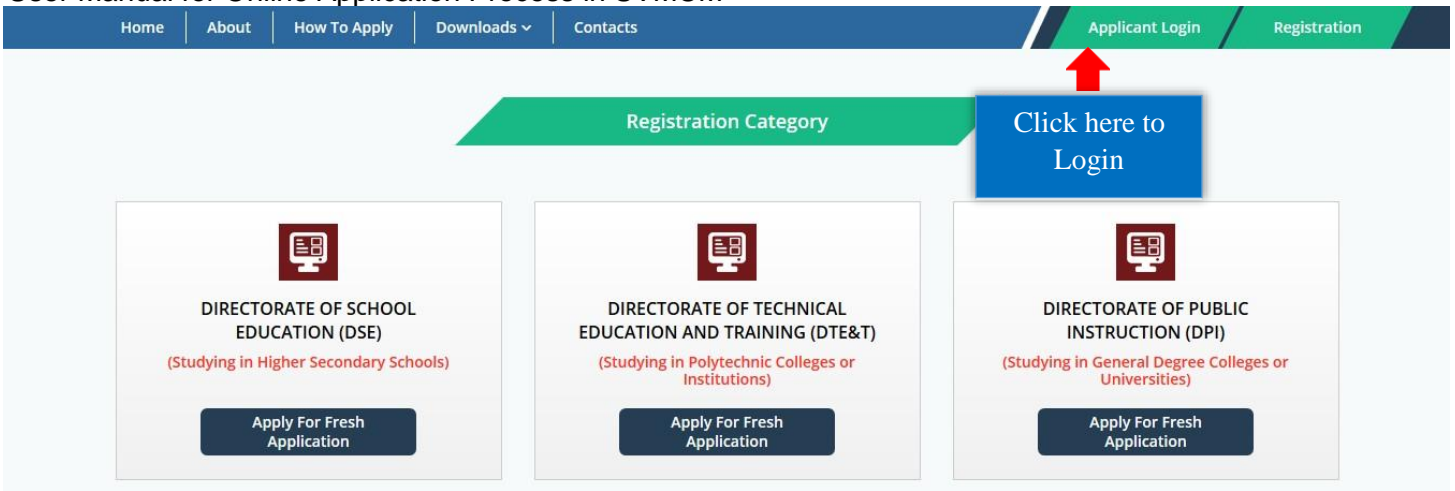 Home About How To Apply Downloads Contacts Applicant Login Registration
Registration Category
Click here to
Login
DIRECTORATE OF SCHOOL
EDUCATION (DSE)
(Studying in Higher Secondary Schools)
Apply For Fresh
Application
DIRECTORATE OF TECHNICAL
EDUCATION AND TRAINING (DTE&T)
(Studying in Polytechnic Colleges or
Institutions)
Apply For Fresh
Application
DIRECTORATE OF PUBLIC
INSTRUCTION (DPI)
(Studying in General Degree Colleges or
Universities)
Apply For Fresh
Application